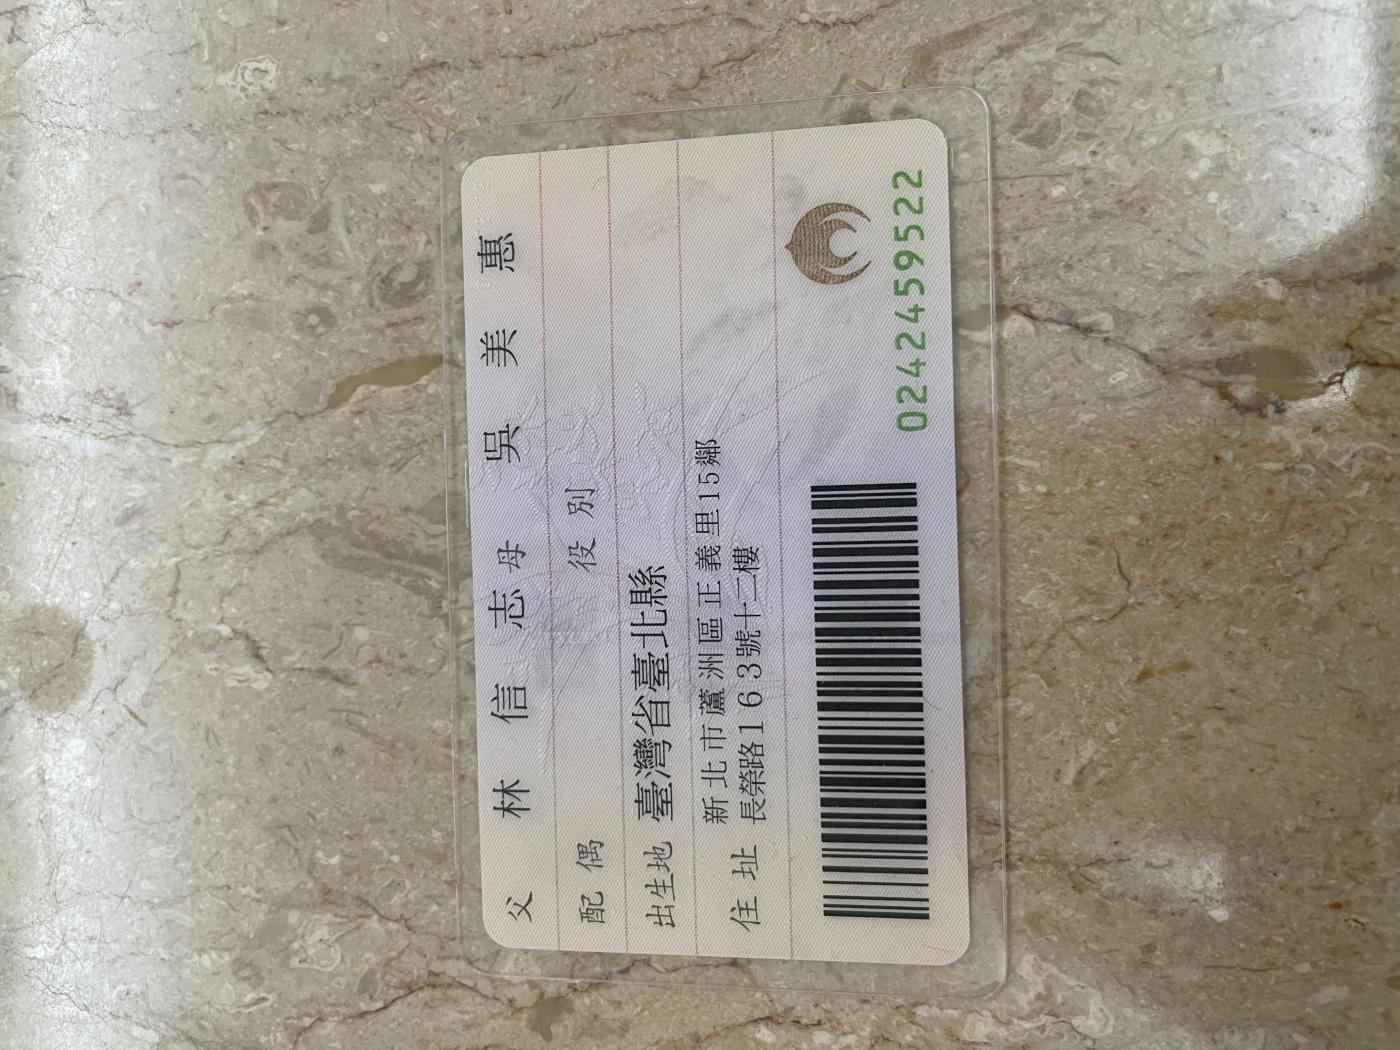 父 林信志 母 吳美惠
配偶 役別
出生地 臺灣省臺北縣
住址 新北市蘆洲區正義里15鄰
長榮路163號十二樓
0242459522